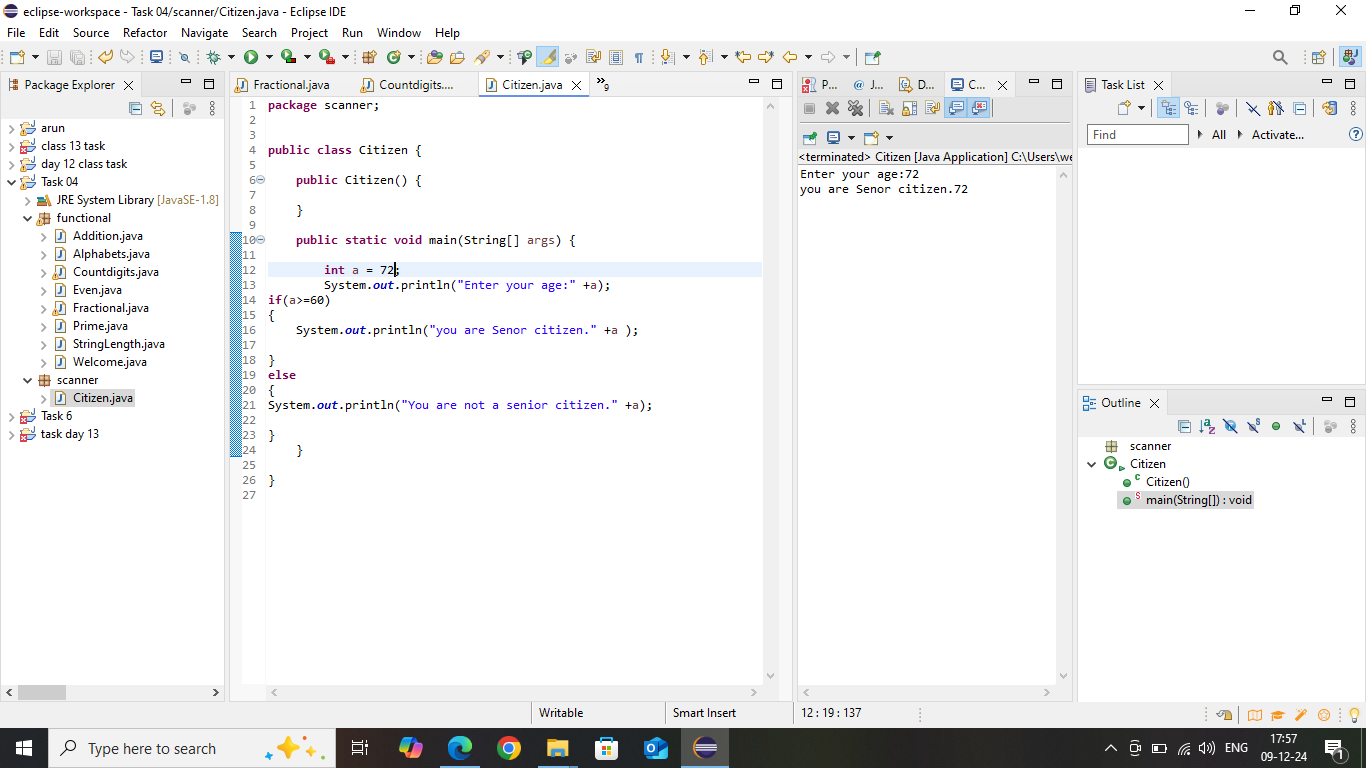 eclipse-workspace - Task 04/scanner/Citizen.java - Eclipse IDE
File Edit Source Refactor Navigate Search Project Run Window Help
Package Explorer
arun
class 13 task
day 12 class task
Task 04
JRE System Library [JavaSE-1.8]
functional
Addition.java
Alphabets.java
Countdigits.java
Even.java
Fractional.java
Prime.java
StringLength.java
Welcome.java
scanner
Citizen.java
Task 6
task day 13
Fractional.java Countdigits.... Citizen.java »9
1 package scanner;
2
3
4 public class Citizen {
5
6 public Citizen() {
7
8 }
9
10 public static void main(String[] args) {
11
12 int a = 72;
13 System.out.println("Enter your age:" +a);
14 if(a>=60)
15 {
16 System.out.println("you are Senor citizen." +a );
17
18 }
19 else
20 {
21 System.out.println("You are not a senior citizen." +a);
22
23 }
24 }
25
26 }
27
P... @ J... D... C...
<terminated> Citizen [Java Application] C:\Users\we
Enter your age:72
you are Senor citizen.72
Task List
Find All Activate...
Outline
scanner
Citizen
Citizen()
main(String[]) : void
Writable Smart Insert 12 : 19 : 137
Type here to search
ENG
17:57
09-12-24
1